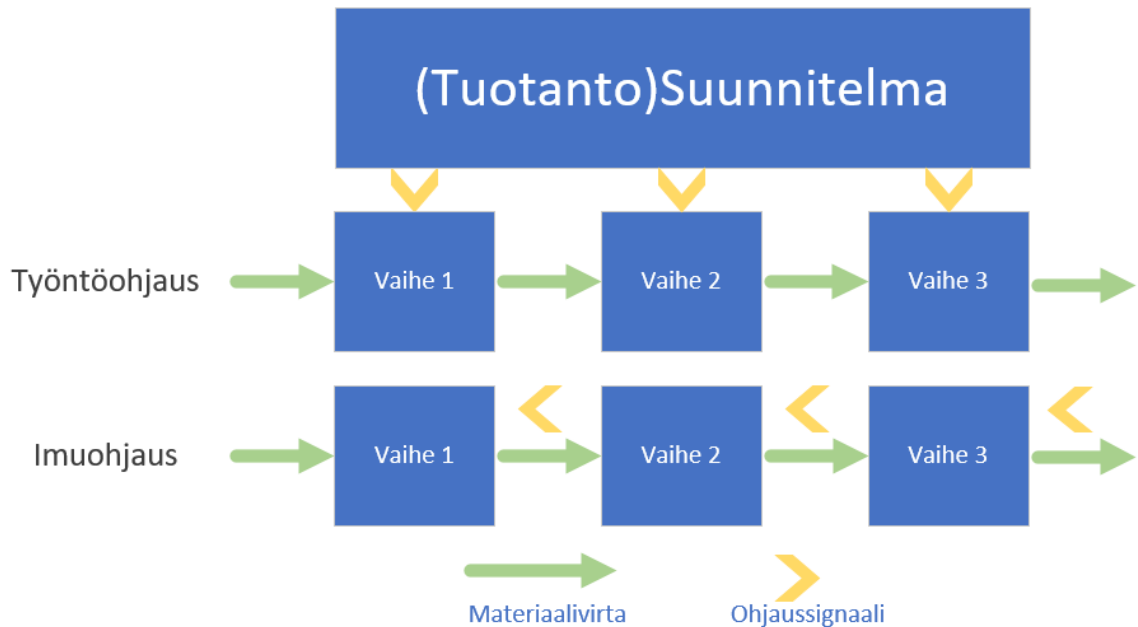 (Tuotanto)Suunnitelma
Työntöohjaus
Vaihe 1
Vaihe 2
Vaihe 3
Imuohjaus
Vaihe 1
Vaihe 2
Vaihe 3
Materiaalivirta
Ohjaussignaali